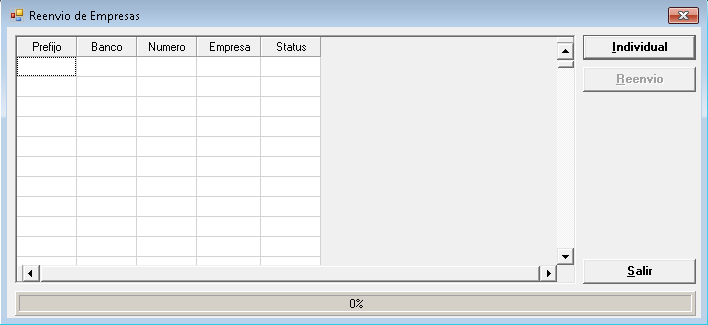 Reenvio de Empresas
Prefijo Banco Numero Empresa Status
Individual
Reenvio
Salir
0%